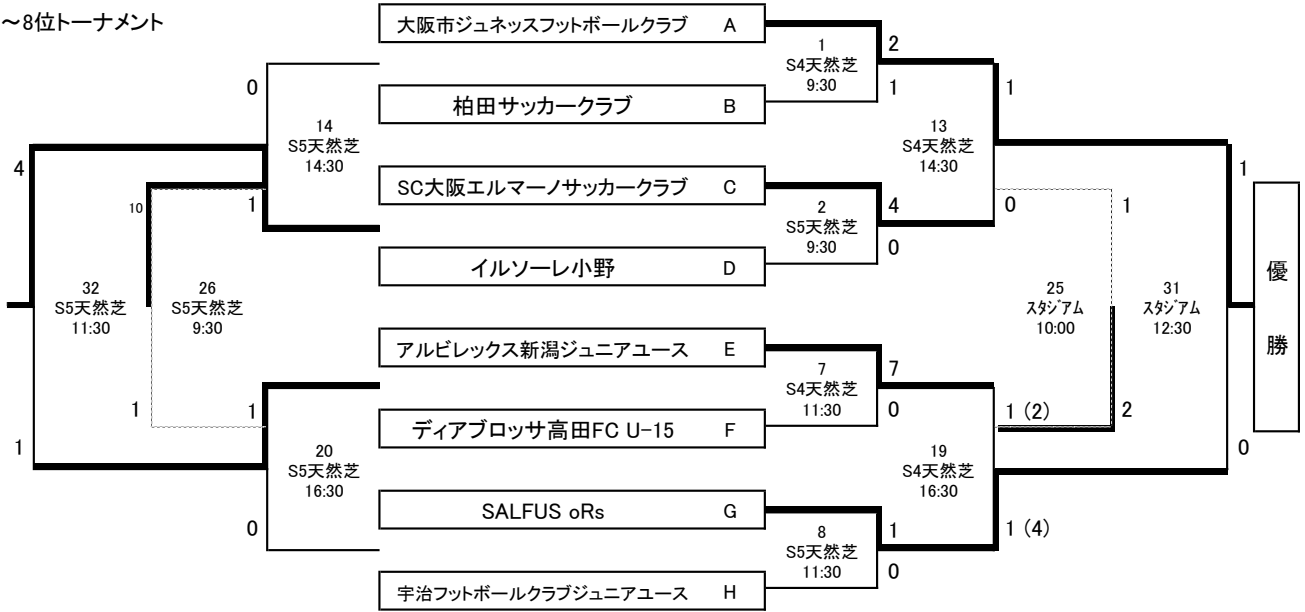 ～8位トーナメント
大阪市ジュネッスフットボールクラブ A
2
1
S4天然芝
9:30
0
1
1
柏田サッカークラブ B
14
S5天然芝
14:30
13
S4天然芝
14:30
4
1
SC大阪エルマーノサッカークラブ C
10
1
4
0
1
2
S5天然芝
9:30
0
イルソーレ小野 D
優
勝
32
S5天然芝
11:30
26
S5天然芝
9:30
25
スタジアム
10:00
31
スタジアム
12:30
アルビレックス新潟ジュニアユース E
7
7
S4天然芝
11:30
1
1
0
1 (2)
2
ディアブロッサ高田FC U-15 F
1
20
S5天然芝
16:30
19
S4天然芝
16:30
0
SALFUS oRs G
0
1
1 (4)
8
S5天然芝
11:30
0
宇治フットボールクラブジュニアユース H